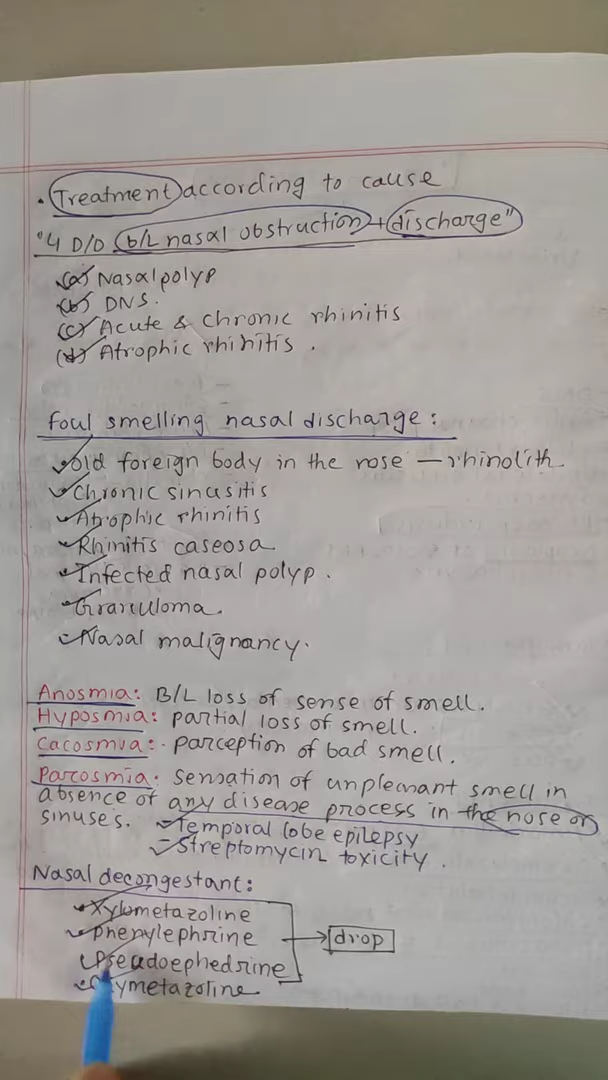 . Treatment according to cause
"4 D/D b/L nasal obstruction + discharge"
(a) Nasal polyp
(b) DNS.
(c) Acute & chronic rhinitis
(d) Atrophic rhinitis .
foul smelling nasal discharge:
old foreign body in the nose – rhinolith
Chronic sinusitis
Atrophic rhinitis
Rhinitis caseosa
Infected nasal polyp .
Granuloma.
Nasal malignancy.
Anosmia: B/L loss of sense of smell.
Hyposmia: partial loss of smell.
Cacosmia: parception of bad smell.
Parosmia. sensation of unplemant smell in
absence of any disease process in the nose or
sinuses. Temporal lobe epilepsy
Streptomycin toxicity .
Nasal decongestant:
Xylometazoline
phenylephrine → drop
Pseudoephedrine
Oxymetazoline